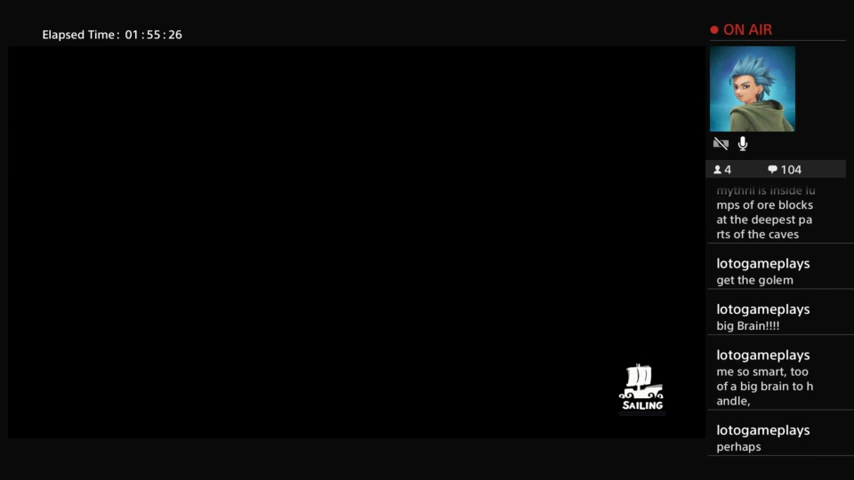 Elapsed Time: 01:55:26
ON AIR
4 104
mythril is inside lu
mps of ore blocks
at the deepest pa
rts of the caves
lotogameplays
get the golem
lotogameplays
big Brain!!!!
lotogameplays
me so smart, too
of a big brain to h
andle,
lotogameplays
perhaps
SAILING